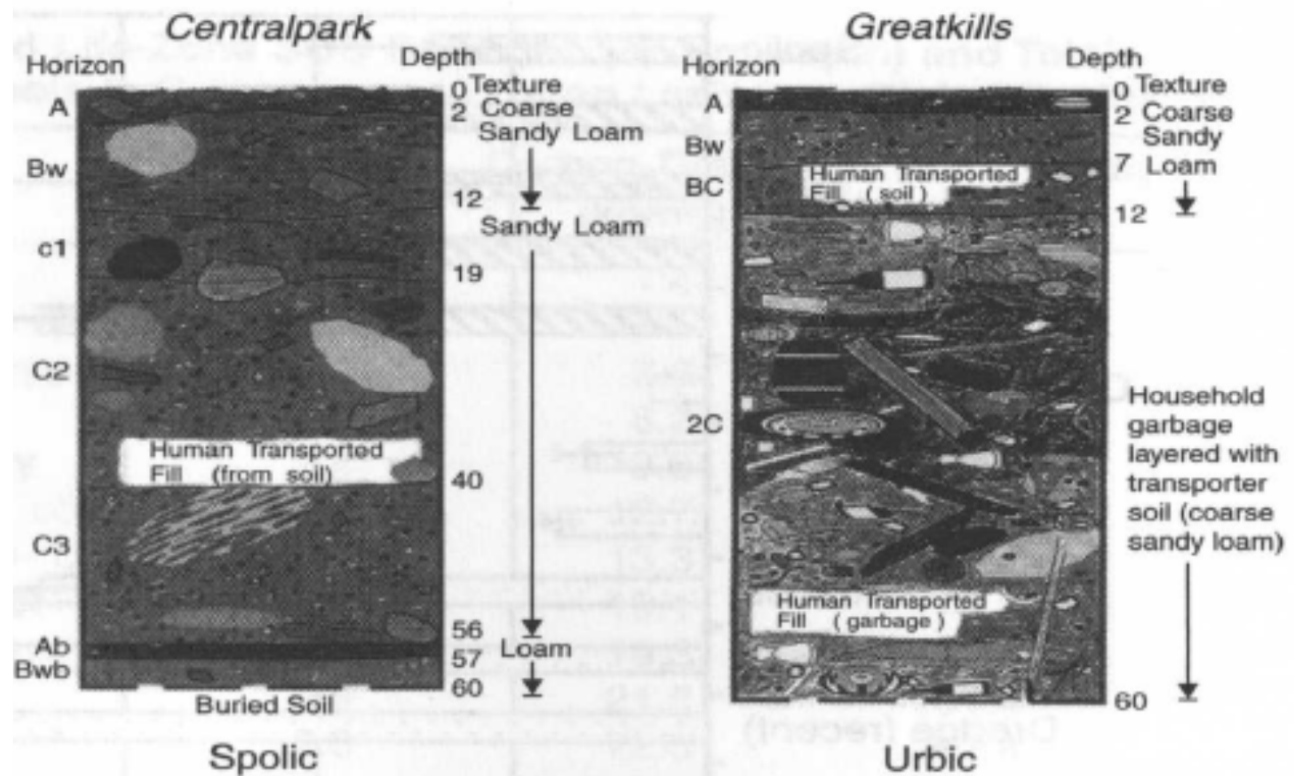 Centralpark
Horizon
Depth
A
Bw
c1
C2
C3
Ab
Bwb
0
2
12
19
40
56
57
60
Texture
Coarse
Sandy Loam
Sandy Loam
Loam
Human Transported
Fill (from soil)
Buried Soil
Spolic
Greatkills
Horizon
Depth
A
Bw
BC
2C
0
2
7
12
60
Texture
Coarse
Sandy
Loam
Human Transported
Fill ( soil )
Household
garbage
layered with
transporter
soil (coarse
sandy loam)
Human Transported
Fill ( garbage )
Urbic